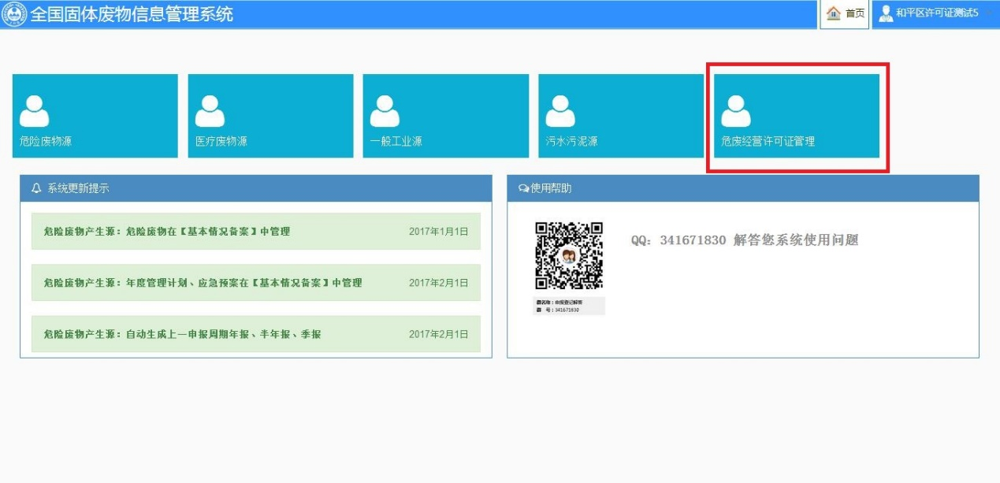 全国固体废物信息管理系统
首页
和平区许可证测试5
危险废物源
医疗废物源
一般工业源
污水污泥源
危废经营许可证管理
系统更新提示
危险废物产生源：危险废物在【基本情况备案】中管理 2017年1月1日
危险废物产生源：年度管理计划、应急预案在【基本情况备案】中管理 2017年2月1日
危险废物产生源：自动生成上一申报周期年报、半年报、季报 2017年2月1日
使用帮助
QQ：341671830 解答您系统使用问题
群名称：申报登记解答
群 号：341671830